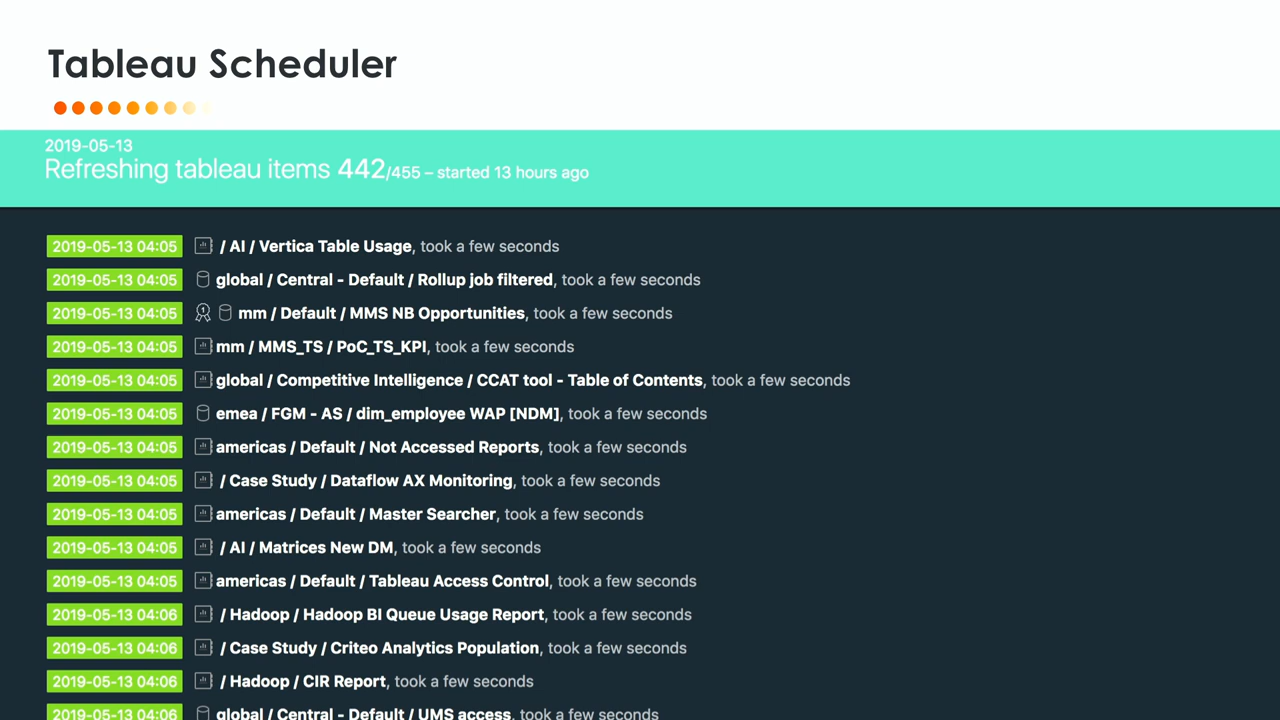 Tableau Scheduler
2019-05-13
Refreshing tableau items 442/455 – started 13 hours ago
2019-05-13 04:05 / AI / Vertica Table Usage, took a few seconds
2019-05-13 04:05 global / Central - Default / Rollup job filtered, took a few seconds
2019-05-13 04:05 mm / Default / MMS NB Opportunities, took a few seconds
2019-05-13 04:05 mm / MMS_TS / PoC_TS_KPI, took a few seconds
2019-05-13 04:05 global / Competitive Intelligence / CCAT tool - Table of Contents, took a few seconds
2019-05-13 04:05 emea / FGM - AS / dim_employee WAP [NDM], took a few seconds
2019-05-13 04:05 americas / Default / Not Accessed Reports, took a few seconds
2019-05-13 04:05 / Case Study / Dataflow AX Monitoring, took a few seconds
2019-05-13 04:05 americas / Default / Master Searcher, took a few seconds
2019-05-13 04:05 / AI / Matrices New DM, took a few seconds
2019-05-13 04:05 americas / Default / Tableau Access Control, took a few seconds
2019-05-13 04:06 / Hadoop / Hadoop BI Queue Usage Report, took a few seconds
2019-05-13 04:06 / Case Study / Criteo Analytics Population, took a few seconds
2019-05-13 04:06 / Hadoop / CIR Report, took a few seconds
2019-05-13 04:06 global / Central - Default / UMS access, took a few seconds